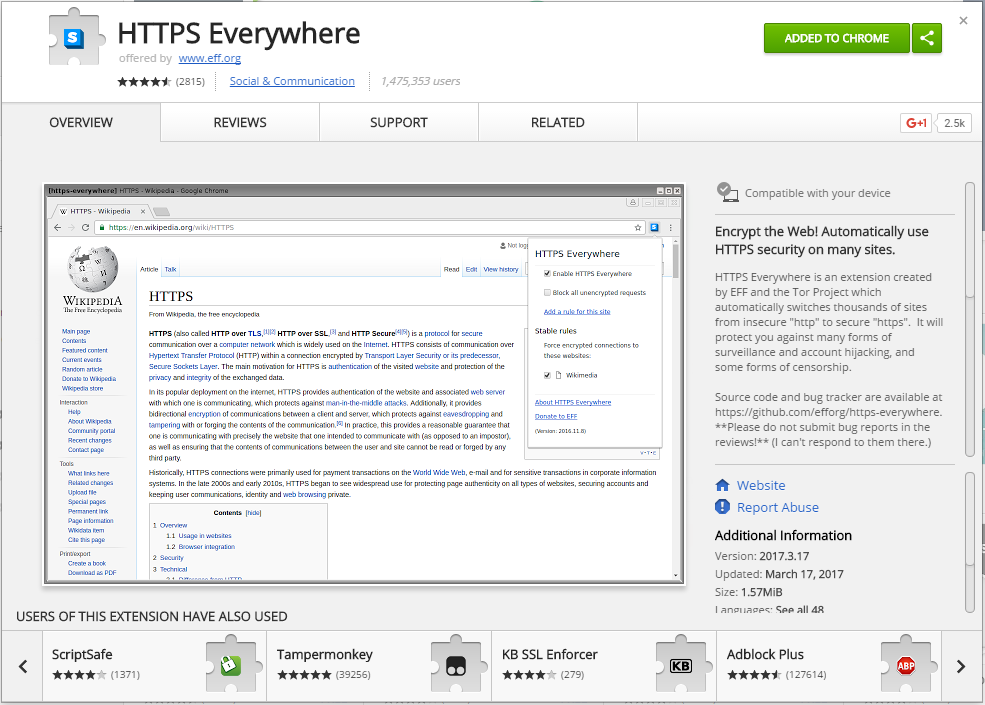 HTTPS Everywhere
offered by www.eff.org
(2815) Social & Communication 1,475,353 users
ADDED TO CHROME
OVERVIEW REVIEWS SUPPORT RELATED
G+1 2.5k
[https-everywhere] HTTPS - Wikipedia - Google Chrome
W HTTPS - Wikipedia
https://en.wikipedia.org/wiki/HTTPS
WIKIPEDIA
The Free Encyclopedia
Main page
Contents
Featured content
Current events
Random article
Donate to Wikipedia
Wikipedia store
Interaction
Help
About Wikipedia
Community portal
Recent changes
Contact page
Tools
What links here
Related changes
Upload file
Special pages
Permanent link
Page information
Wikidata item
Cite this page
Print/export
Create a book
Download as PDF
Not log
Article Talk Read Edit View history
HTTPS
From Wikipedia, the free encyclopedia
HTTPS (also called HTTP over TLS,[1][2] HTTP over SSL,[3] and HTTP Secure[4][5]) is a protocol for secure
communication over a computer network which is widely used on the Internet. HTTPS consists of communication over
Hypertext Transfer Protocol (HTTP) within a connection encrypted by Transport Layer Security or its predecessor,
Secure Sockets Layer. The main motivation for HTTPS is authentication of the visited website and protection of the
privacy and integrity of the exchanged data.
In its popular deployment on the internet, HTTPS provides authentication of the website and associated web server
with which one is communicating, which protects against man-in-the-middle attacks. Additionally, it provides
bidirectional encryption of communications between a client and server, which protects against eavesdropping and
tampering with or forging the contents of the communication.[6] In practice, this provides a reasonable guarantee that
one is communicating with precisely the website that one intended to communicate with (as opposed to an impostor),
as well as ensuring that the contents of communications between the user and site cannot be read or forged by any
third party.
Historically, HTTPS connections were primarily used for payment transactions on the World Wide Web, e-mail and for sensitive transactions in corporate information
systems. In the late 2000s and early 2010s, HTTPS began to see widespread use for protecting page authenticity on all types of websites, securing accounts and
keeping user communications, identity and web browsing private.
Contents [hide]
1 Overview
1.1 Usage in websites
1.2 Browser integration
2 Security
3 Technical
2.1 Difference from HTTP
HTTPS Everywhere
Enable HTTPS Everywhere
Block all unencrypted requests
Add a rule for this site
Stable rules
Force encrypted connections to
these websites:
Wikimedia
About HTTPS Everywhere
Donate to EFF
(Version: 2016.11.8)
V·T·E
Compatible with your device
Encrypt the Web! Automatically use
HTTPS security on many sites.
HTTPS Everywhere is an extension created
by EFF and the Tor Project which
automatically switches thousands of sites
from insecure "http" to secure "https". It will
protect you against many forms of
surveillance and account hijacking, and
some forms of censorship.
Source code and bug tracker are available at
https://github.com/efforg/https-everywhere.
**Please do not submit bug reports in the
reviews!** (I can't respond to them there.)
Website
Report Abuse
Additional Information
Version: 2017.3.17
Updated: March 17, 2017
Size: 1.57MiB
Languages: See all 48
USERS OF THIS EXTENSION HAVE ALSO USED
ScriptSafe
(1371)
Tampermonkey
(39256)
KB SSL Enforcer
(279)
KB
Adblock Plus
(127614)
ABP